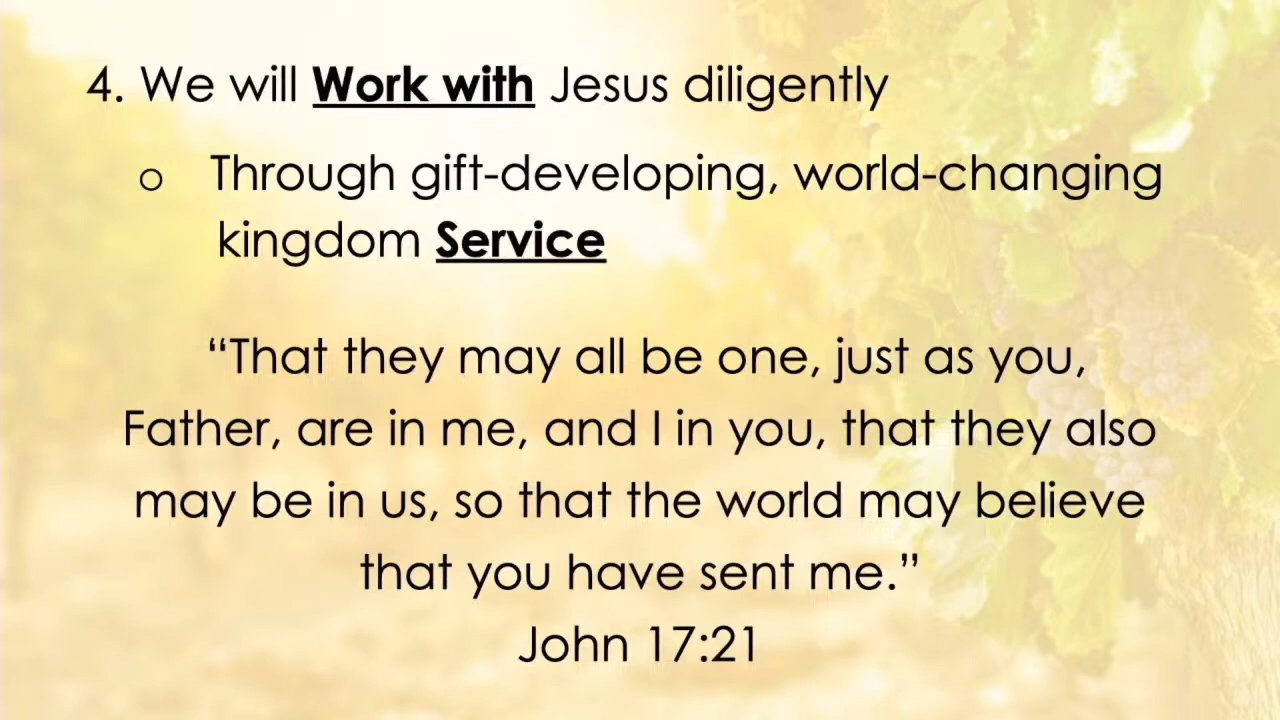 4. We will Work with Jesus diligently
o Through gift-developing, world-changing
kingdom Service
“That they may all be one, just as you,
Father, are in me, and I in you, that they also
may be in us, so that the world may believe
that you have sent me.”
John 17:21